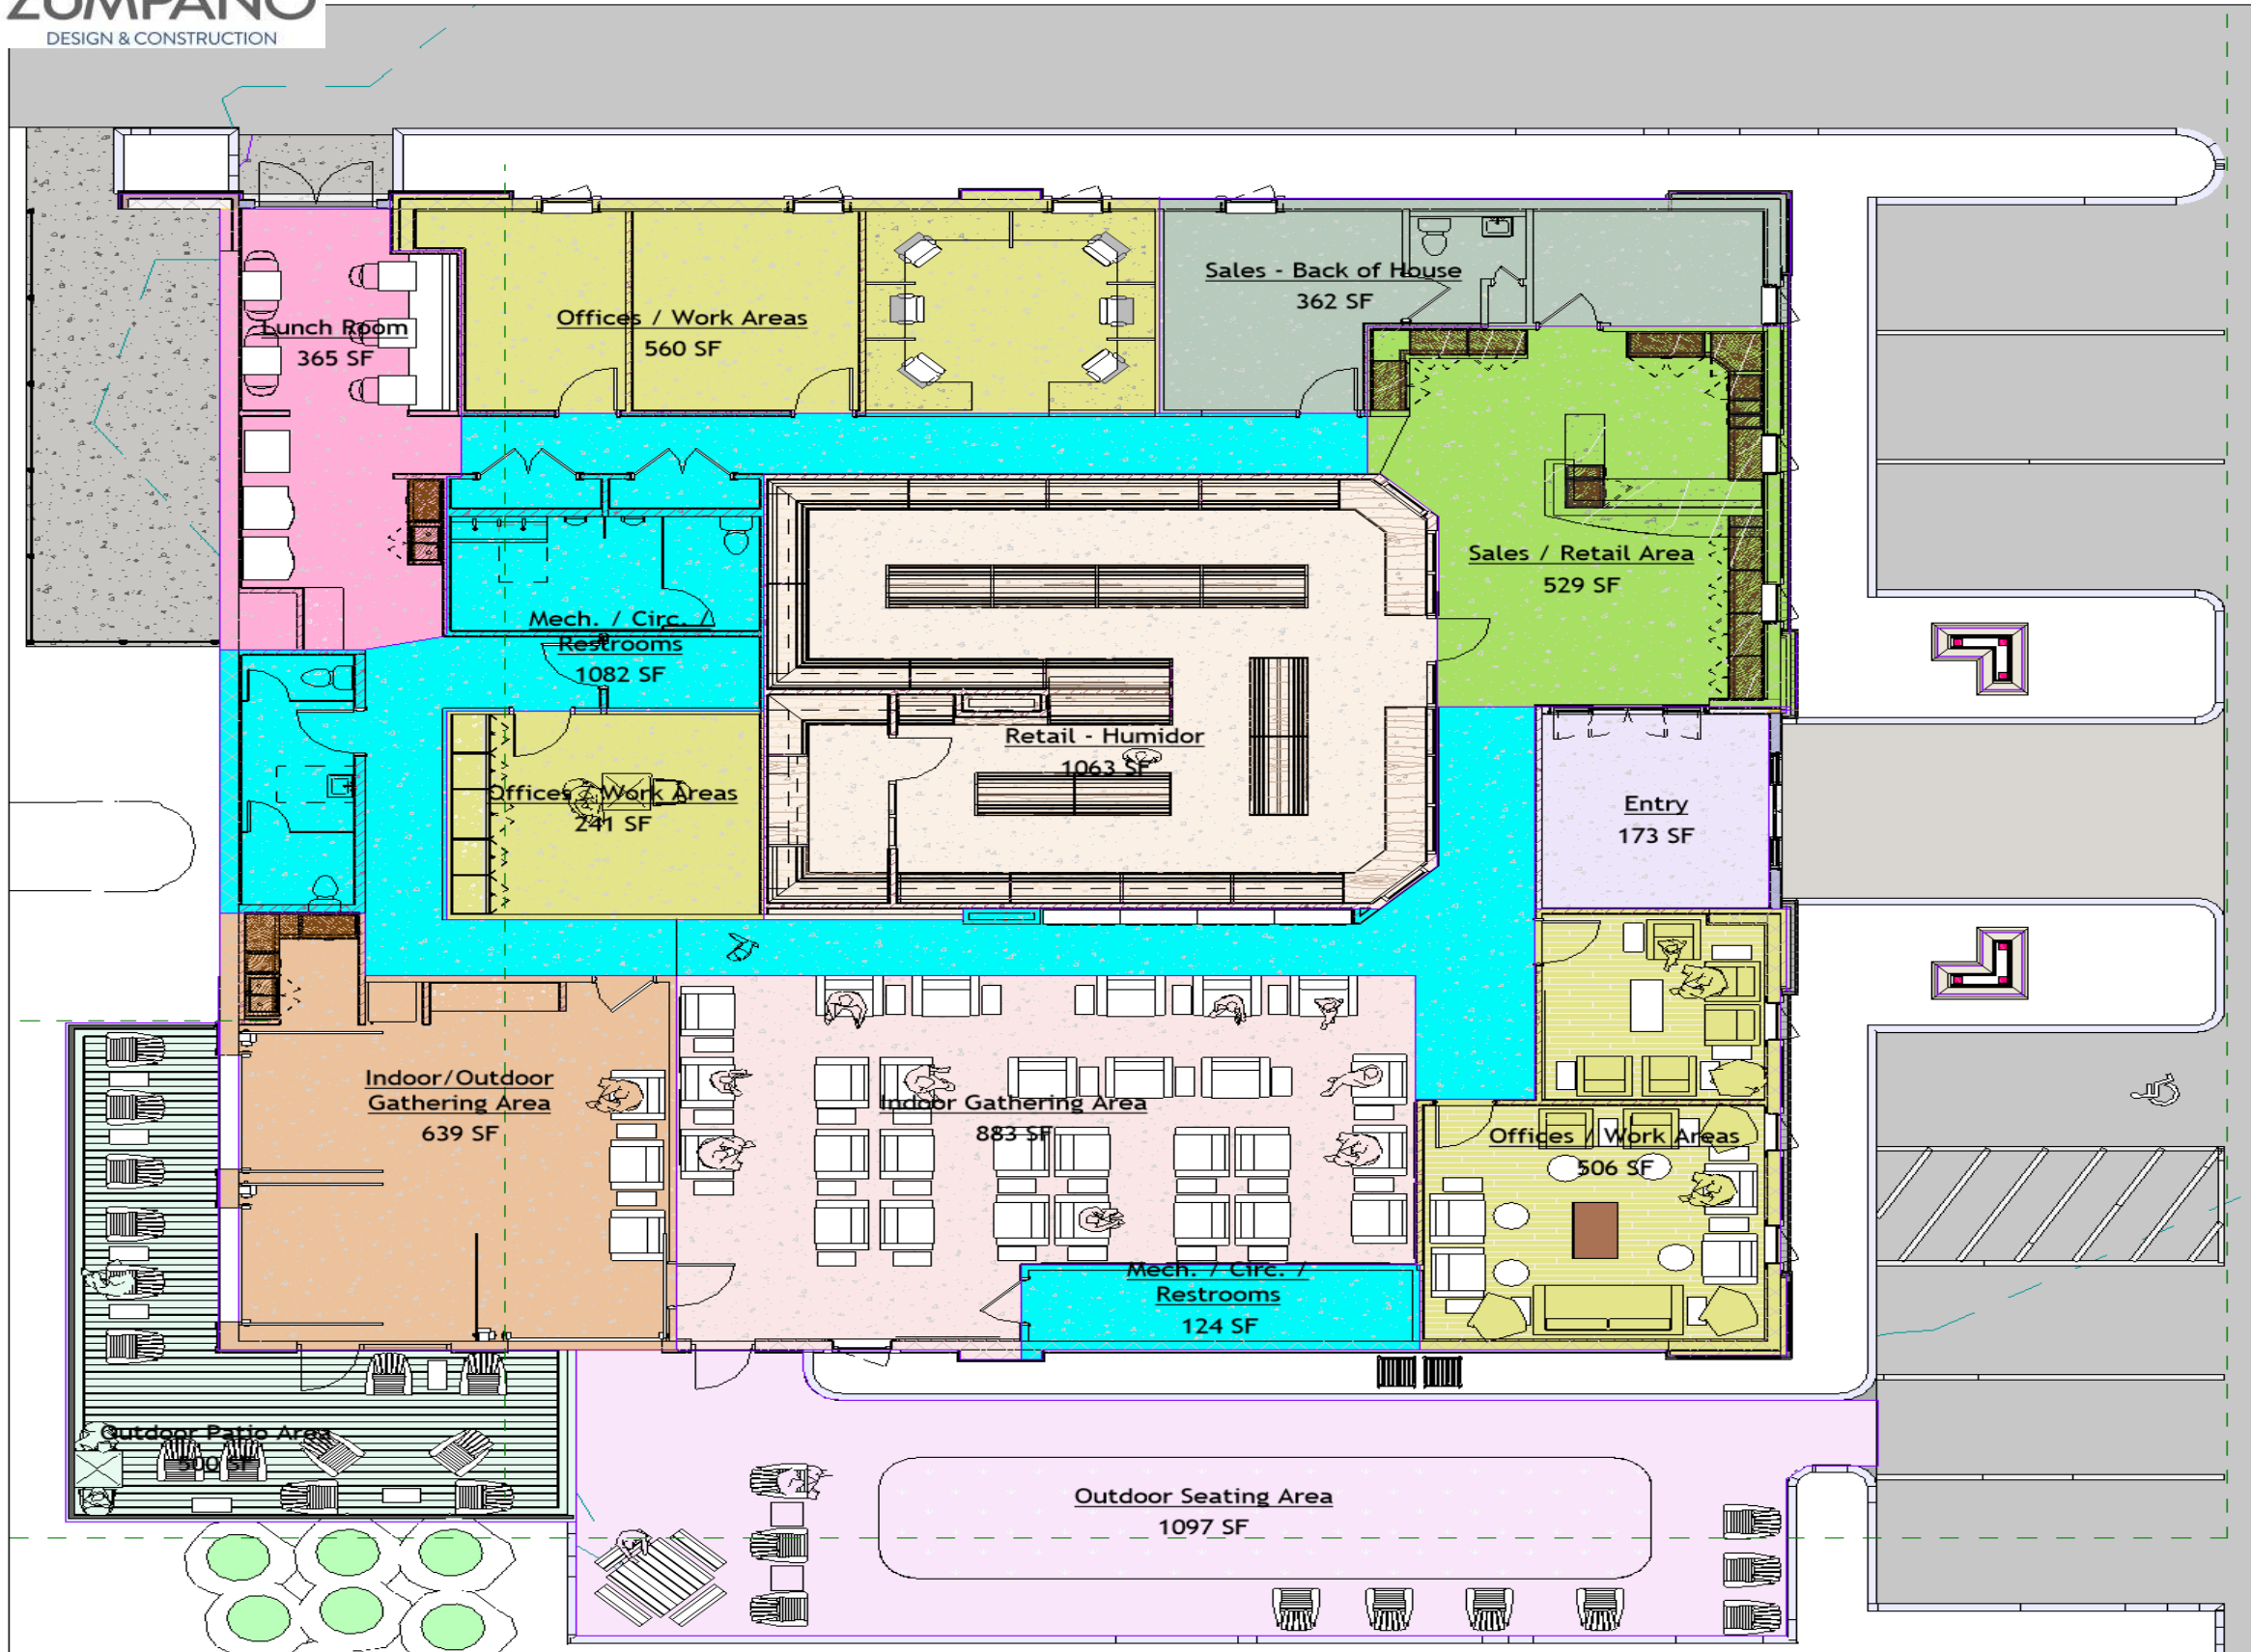 ZUMPANO
DESIGN & CONSTRUCTION
Lunch Room
365 SF
Offices / Work Areas
560 SF
Sales - Back of House
362 SF
Sales / Retail Area
529 SF
Mech. / Circ. /
Restrooms
1082 SF
Retail - Humidor
1063 SF
Offices / Work Areas
241 SF
Entry
173 SF
Indoor/Outdoor
Gathering Area
639 SF
Indoor Gathering Area
883 SF
Offices / Work Areas
506 SF
Mech. / Circ. /
Restrooms
124 SF
Outdoor Patio Area
500 SF
Outdoor Seating Area
1097 SF